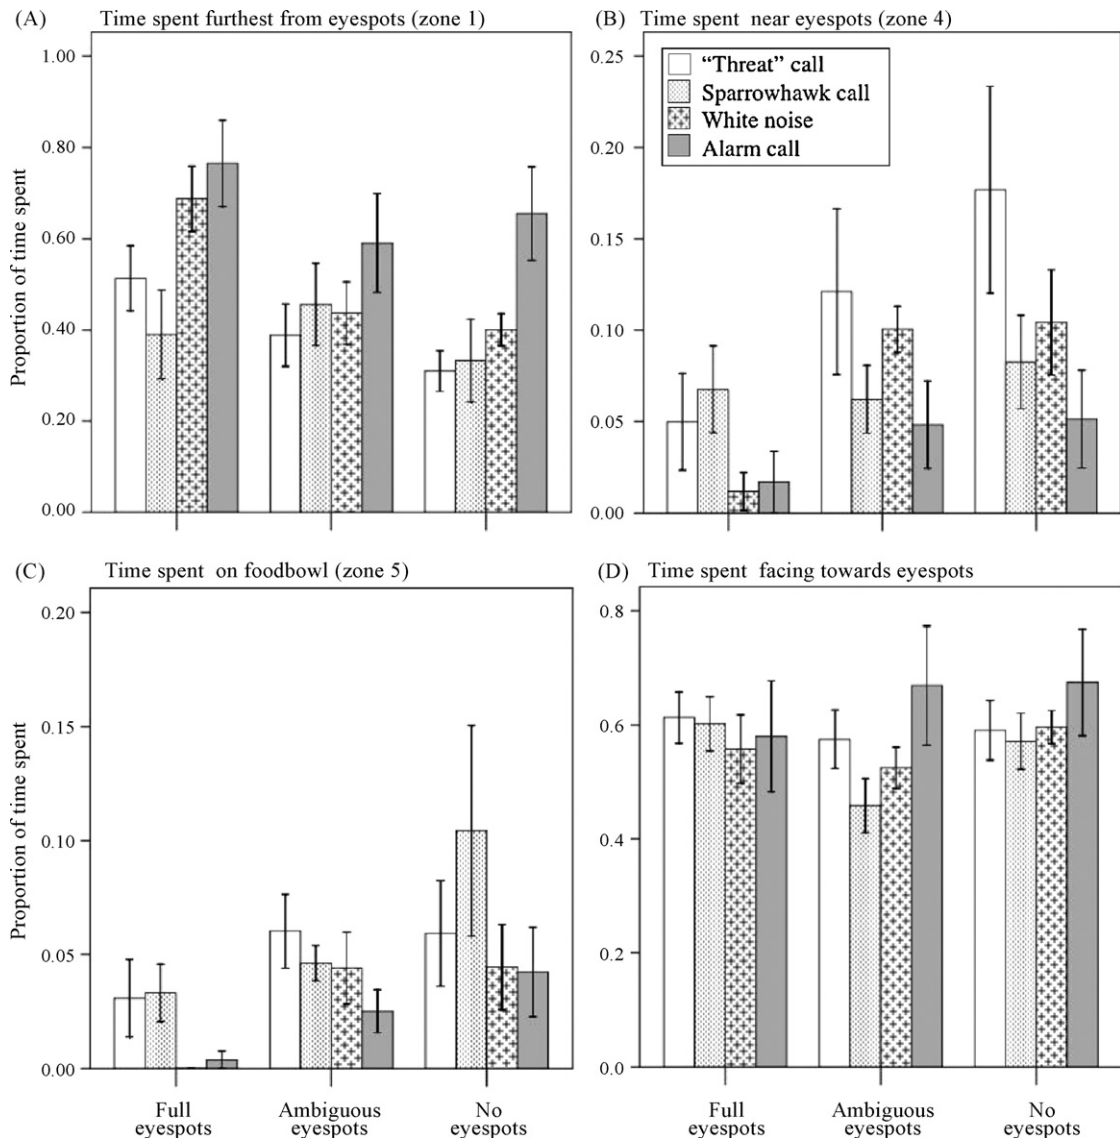 (A) Time spent furthest from eyespots (zone 1)
Proportion of time spent
1.00
0.80
0.60
0.40
0.20
0.00
(B) Time spent near eyespots (zone 4)
0.25
0.20
0.15
0.10
0.05
0.00
"Threat" call
Sparrowhawk call
White noise
Alarm call
(C) Time spent on foodbowl (zone 5)
Proportion of time spent
0.20
0.15
0.10
0.05
0.00
Full
eyespots
Ambiguous
eyespots
No
eyespots
(D) Time spent facing towards eyespots
0.8
0.6
0.4
0.2
0.0
Full
eyespots
Ambiguous
eyespots
No
eyespots